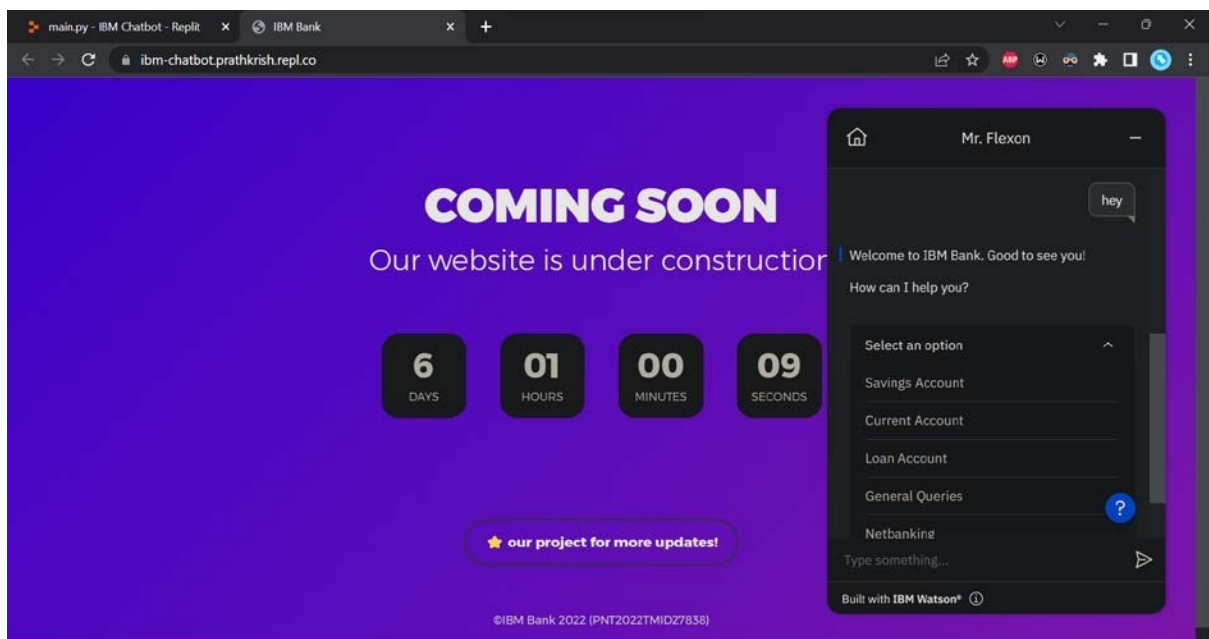 main.py - IBM Chatbot - Replit
IBM Bank
ibm-chatbot.prathkrish.repl.co
ABP
COMING SOON
Our website is under construction
6
DAYS
01
HOURS
00
MINUTES
09
SECONDS
⭐ our project for more updates!
©IBM Bank 2022 (PNT2022TMID27838)
Mr. Flexon
hey
Welcome to IBM Bank. Good to see you!
How can I help you?
Select an option
Savings Account
Current Account
Loan Account
General Queries
?
Netbanking
Type something...
Built with IBM Watson®